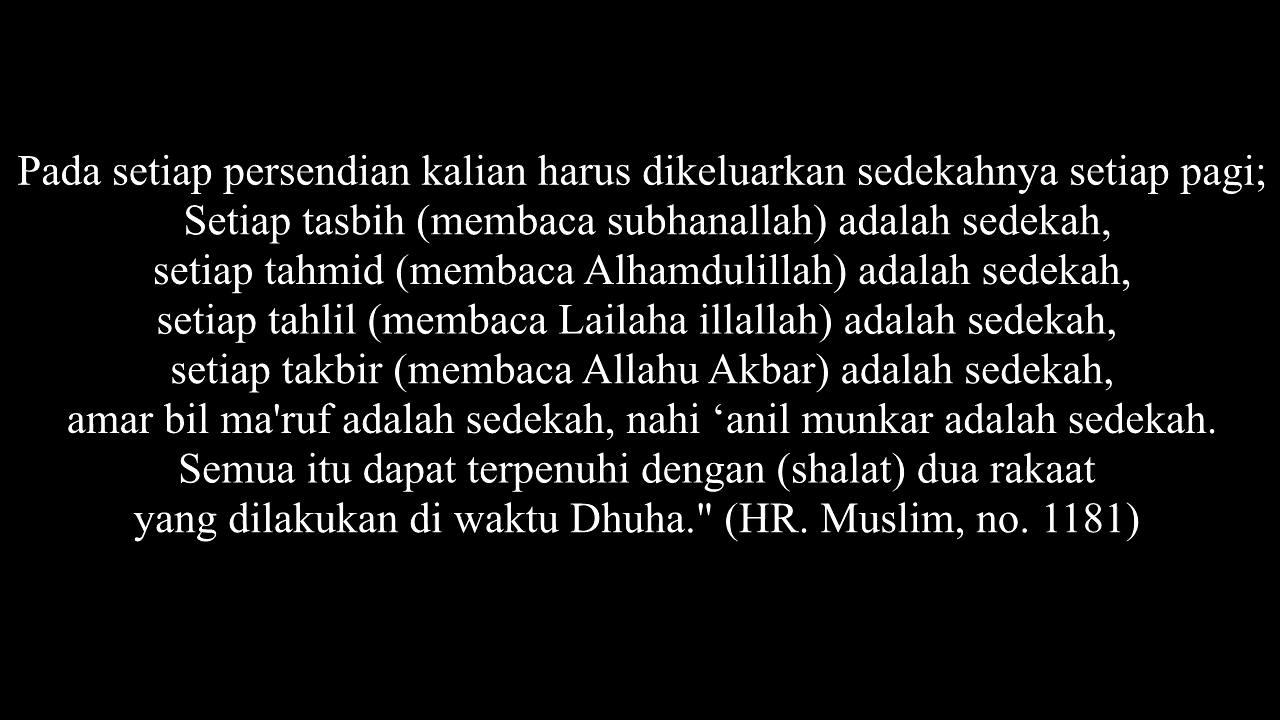 Pada setiap persendian kalian harus dikeluarkan sedekahnya setiap pagi;
Setiap tasbih (membaca subhanallah) adalah sedekah,
setiap tahmid (membaca Alhamdulillah) adalah sedekah,
setiap tahlil (membaca Lailaha illallah) adalah sedekah,
setiap takbir (membaca Allahu Akbar) adalah sedekah,
amar bil ma'ruf adalah sedekah, nahi ‘anil munkar adalah sedekah.
Semua itu dapat terpenuhi dengan (shalat) dua rakaat
yang dilakukan di waktu Dhuha." (HR. Muslim, no. 1181)